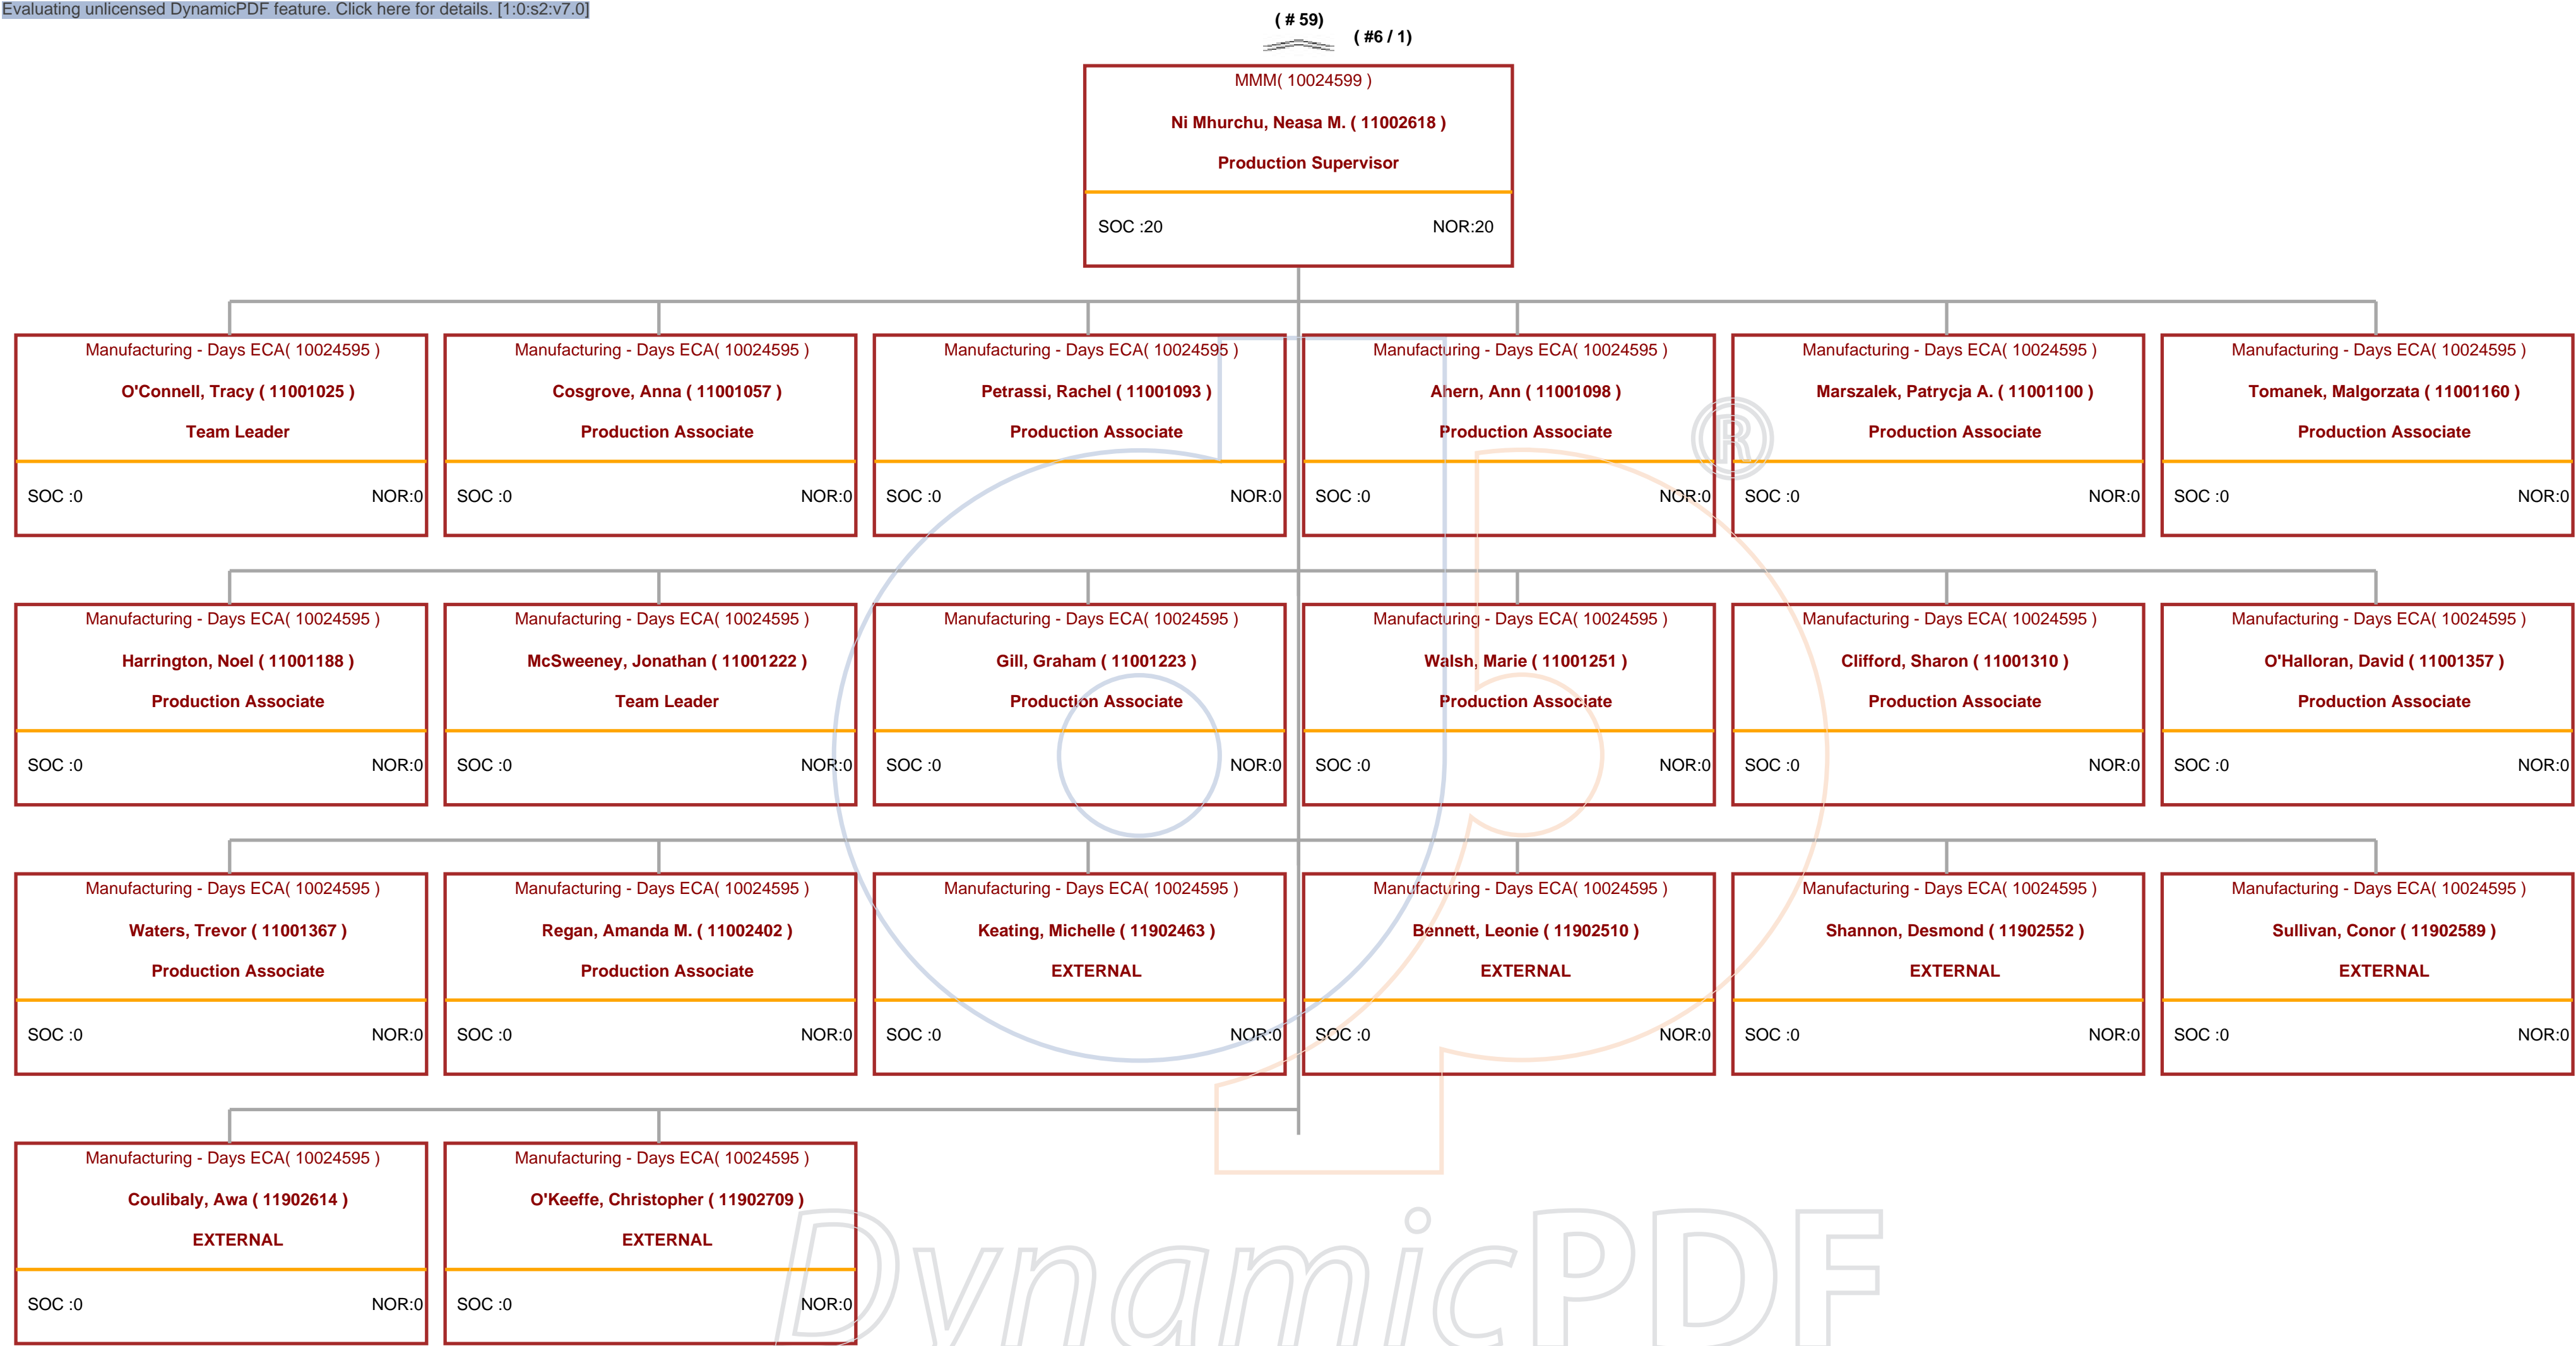 Evaluating unlicensed DynamicPDF feature. Click here for details. [1:0:s2:v7.0]
( # 59)
( #6 / 1)
MMM( 10024599 )
Ni Mhurchu, Neasa M. ( 11002618 )
Production Supervisor
SOC :20 NOR:20
Manufacturing - Days ECA( 10024595 )
O'Connell, Tracy ( 11001025 )
Team Leader
SOC :0 NOR:0
Manufacturing - Days ECA( 10024595 )
Cosgrove, Anna ( 11001057 )
Production Associate
SOC :0 NOR:0
Manufacturing - Days ECA( 10024595 )
Petrassi, Rachel ( 11001093 )
Production Associate
SOC :0 NOR:0
Manufacturing - Days ECA( 10024595 )
Ahern, Ann ( 11001098 )
Production Associate
SOC :0 NOR:0
Manufacturing - Days ECA( 10024595 )
Marszalek, Patrycja A. ( 11001100 )
Production Associate
SOC :0 NOR:0
Manufacturing - Days ECA( 10024595 )
Tomanek, Malgorzata ( 11001160 )
Production Associate
SOC :0 NOR:0
Manufacturing - Days ECA( 10024595 )
Harrington, Noel ( 11001188 )
Production Associate
SOC :0 NOR:0
Manufacturing - Days ECA( 10024595 )
McSweeney, Jonathan ( 11001222 )
Team Leader
SOC :0 NOR:0
Manufacturing - Days ECA( 10024595 )
Gill, Graham ( 11001223 )
Production Associate
SOC :0 NOR:0
Manufacturing - Days ECA( 10024595 )
Walsh, Marie ( 11001251 )
Production Associate
SOC :0 NOR:0
Manufacturing - Days ECA( 10024595 )
Clifford, Sharon ( 11001310 )
Production Associate
SOC :0 NOR:0
Manufacturing - Days ECA( 10024595 )
O'Halloran, David ( 11001357 )
Production Associate
SOC :0 NOR:0
Manufacturing - Days ECA( 10024595 )
Waters, Trevor ( 11001367 )
Production Associate
SOC :0 NOR:0
Manufacturing - Days ECA( 10024595 )
Regan, Amanda M. ( 11002402 )
Production Associate
SOC :0 NOR:0
Manufacturing - Days ECA( 10024595 )
Keating, Michelle ( 11902463 )
EXTERNAL
SOC :0 NOR:0
Manufacturing - Days ECA( 10024595 )
Bennett, Leonie ( 11902510 )
EXTERNAL
SOC :0 NOR:0
Manufacturing - Days ECA( 10024595 )
Shannon, Desmond ( 11902552 )
EXTERNAL
SOC :0 NOR:0
Manufacturing - Days ECA( 10024595 )
Sullivan, Conor ( 11902589 )
EXTERNAL
SOC :0 NOR:0
Manufacturing - Days ECA( 10024595 )
Coulibaly, Awa ( 11902614 )
EXTERNAL
SOC :0 NOR:0
Manufacturing - Days ECA( 10024595 )
O'Keeffe, Christopher ( 11902709 )
EXTERNAL
SOC :0 NOR:0
®
DynamicPDF